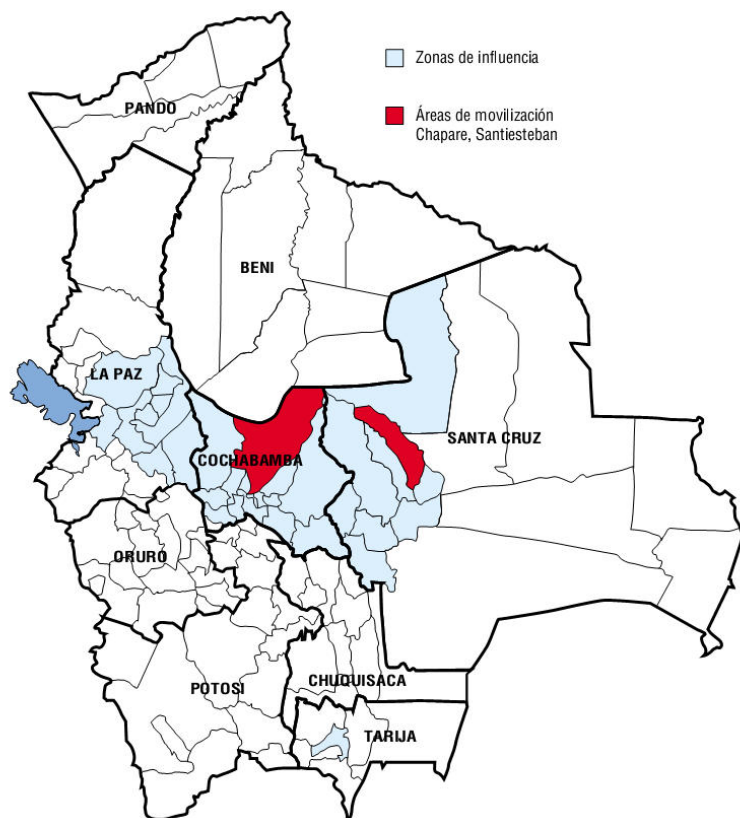 Zonas de influencia
Áreas de movilización
Chapare, Santiesteban
PANDO
BENI
LA PAZ
SANTA CRUZ
COCHABAMBA
ORURO
POTOSI
CHUQUISACA
TARIJA